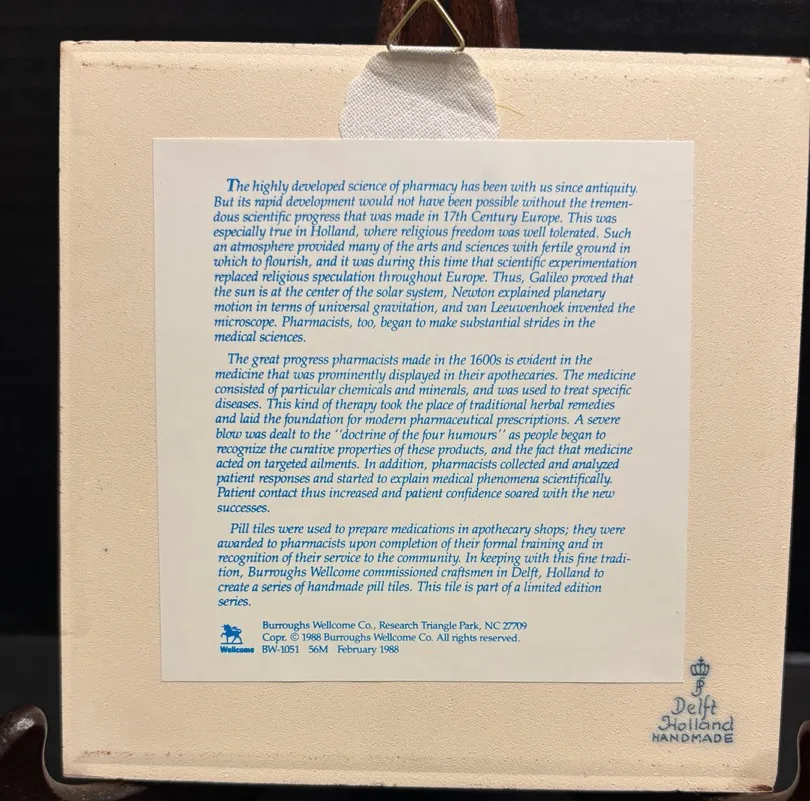 The highly developed science of pharmacy has been with us since antiquity.
But its rapid development would not have been possible without the tremen-
dous scientific progress that was made in 17th Century Europe. This was
especially true in Holland, where religious freedom was well tolerated. Such
an atmosphere provided many of the arts and sciences with fertile ground in
which to flourish, and it was during this time that scientific experimentation
replaced religious speculation throughout Europe. Thus, Galileo proved that
the sun is at the center of the solar system, Newton explained planetary
motion in terms of universal gravitation, and van Leeuwenhoek invented the
microscope. Pharmacists, too, began to make substantial strides in the
medical sciences.
The great progress pharmacists made in the 1600s is evident in the
medicine that was prominently displayed in their apothecaries. The medicine
consisted of particular chemicals and minerals, and was used to treat specific
diseases. This kind of therapy took the place of traditional herbal remedies
and laid the foundation for modern pharmaceutical prescriptions. A severe
blow was dealt to the "doctrine of the four humours" as people began to
recognize the curative properties of these products, and the fact that medicine
acted on targeted ailments. In addition, pharmacists collected and analyzed
patient responses and started to explain medical phenomena scientifically.
Patient contact thus increased and patient confidence soared with the new
successes.
Pill tiles were used to prepare medications in apothecary shops; they were
awarded to pharmacists upon completion of their formal training and in
recognition of their service to the community. In keeping with this fine tradi-
tion, Burroughs Wellcome commissioned craftsmen in Delft, Holland to
create a series of handmade pill tiles. This tile is part of a limited edition
series.
Burroughs Wellcome Co., Research Triangle Park, NC 27709
Copr. © 1988 Burroughs Wellcome Co. All rights reserved.
Wellcome BW-1051 56M February 1988
Delft
Holland
HANDMADE